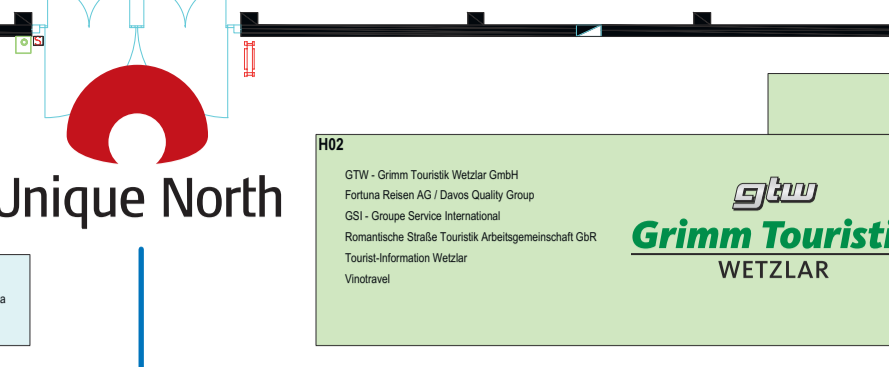 S
H02
GTW - Grimm Touristik Wetzlar GmbH
Fortuna Reisen AG / Davos Quality Group
GSI - Groupe Service International
Romantische Straße Touristik Arbeitsgemeinschaft GbR
Tourist-Information Wetzlar
Vinotravel
gtw
Grimm Touristi
WETZLAR
Unique North
a